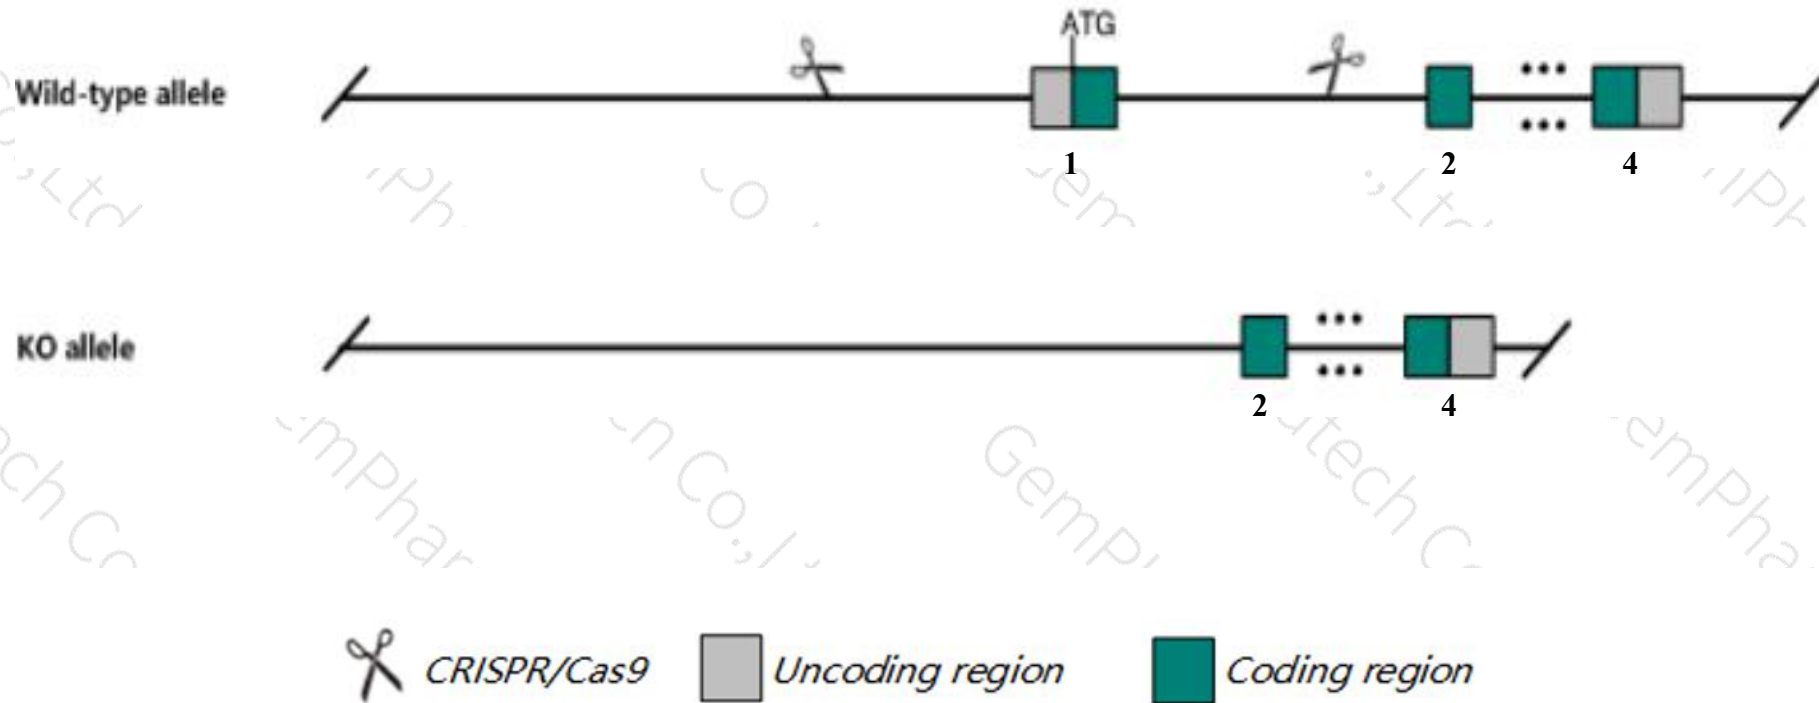 ATG
Wild-type allele
1 2 4
KO allele
2 4
CRISPR/Cas9 Uncoding region Coding region